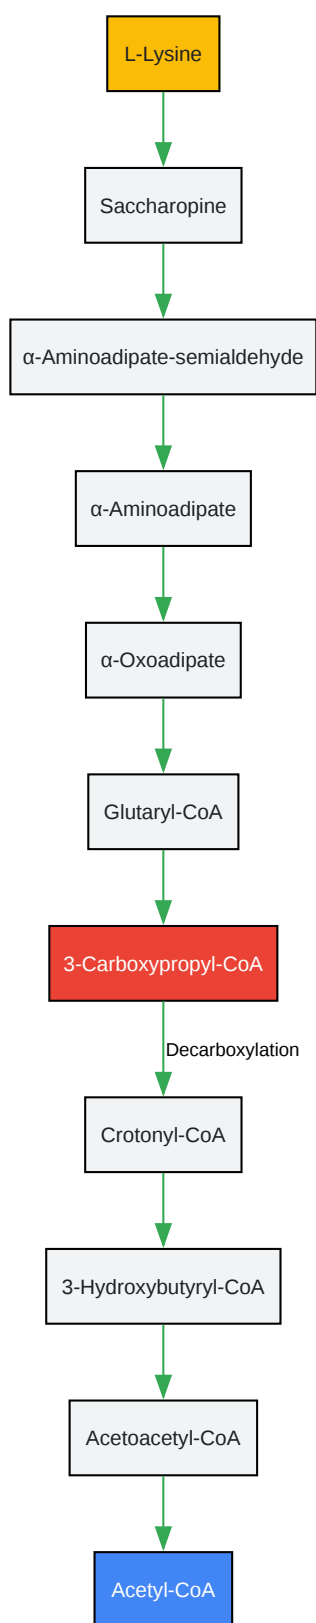 L-Lysine
Saccharopine
α-Aminoadipate-semialdehyde
α-Aminoadipate
α-Oxoadipate
Glutaryl-CoA
3-Carboxypropyl-CoA
Decarboxylation
Crotonyl-CoA
3-Hydroxybutyryl-CoA
Acetoacetyl-CoA
Acetyl-CoA